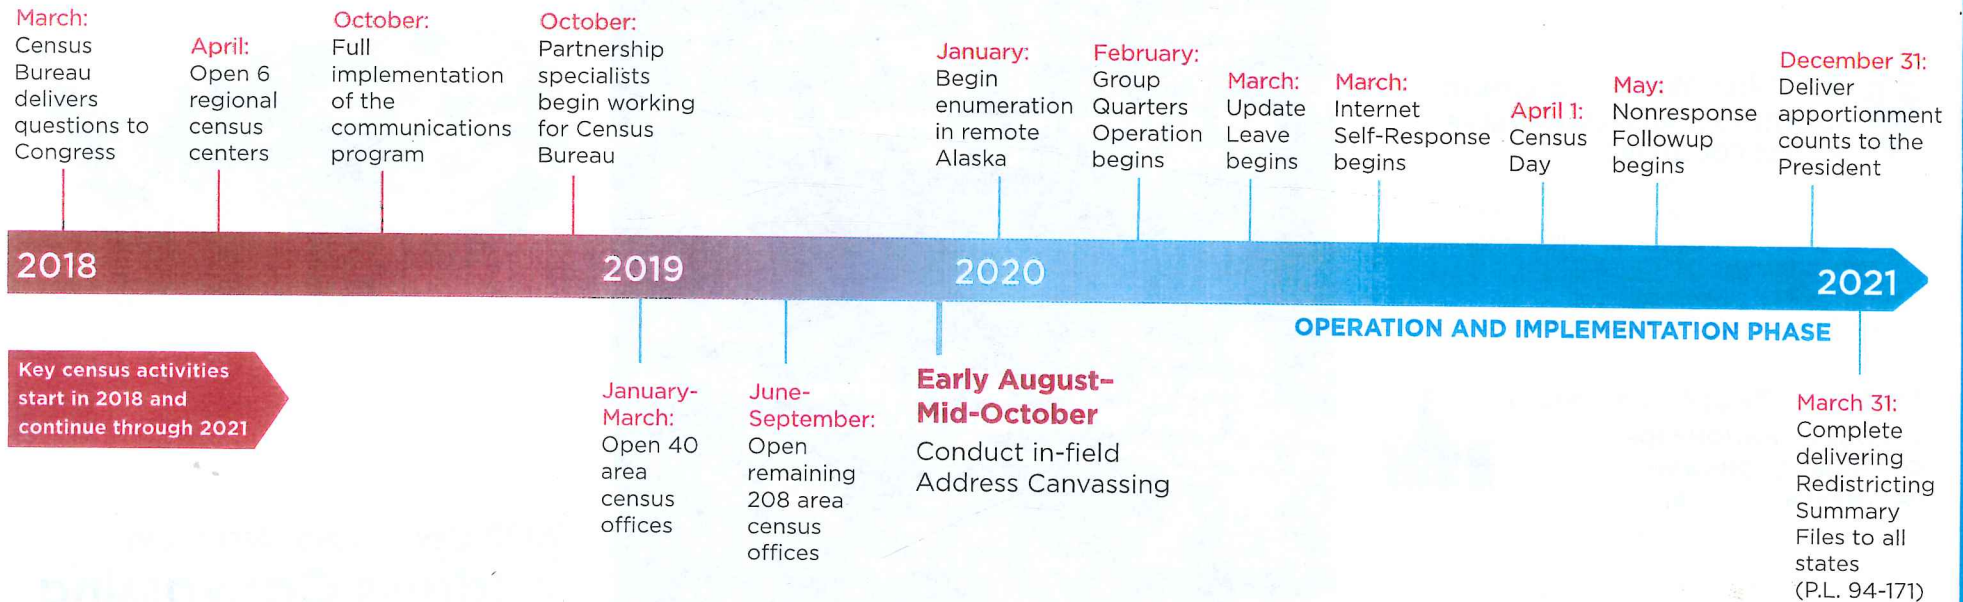 March:
Census
Bureau
delivers
questions to
Congress
April:
Open 6
regional
census
centers
October:
Full
implementation
of the
communications
program
October:
Partnership
specialists
begin working
for Census
Bureau
January:
Begin
enumeration
in remote
Alaska
February:
Group
Quarters
Operation
begins
March:
Update
Leave
begins
March:
Internet
Self-Response
begins
April 1:
Census
Day
May:
Nonresponse
Followup
begins
December 31:
Deliver
apportionment
counts to the
President
2018
2019
2020
2021
OPERATION AND IMPLEMENTATION PHASE
Key census activities
start in 2018 and
continue through 2021
January-
March:
Open 40
area
census
offices
June-
September:
Open
remaining
208 area
census
offices
Early August–
Mid-October
Conduct in-field
Address Canvassing
March 31:
Complete
delivering
Redistricting
Summary
Files to all
states
(P.L. 94-171)